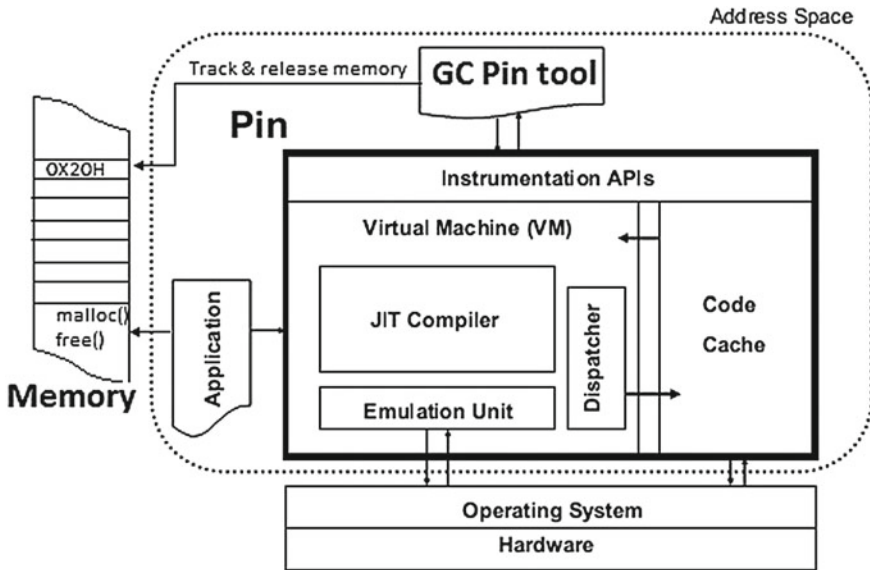 Address Space
Track & release memory
GC Pin tool
Pin
0X20H
Instrumentation APIs
Virtual Machine (VM)
JIT Compiler
Code
Cache
malloc()
free()
Application
Dispatcher
Memory
Emulation Unit
Operating System
Hardware